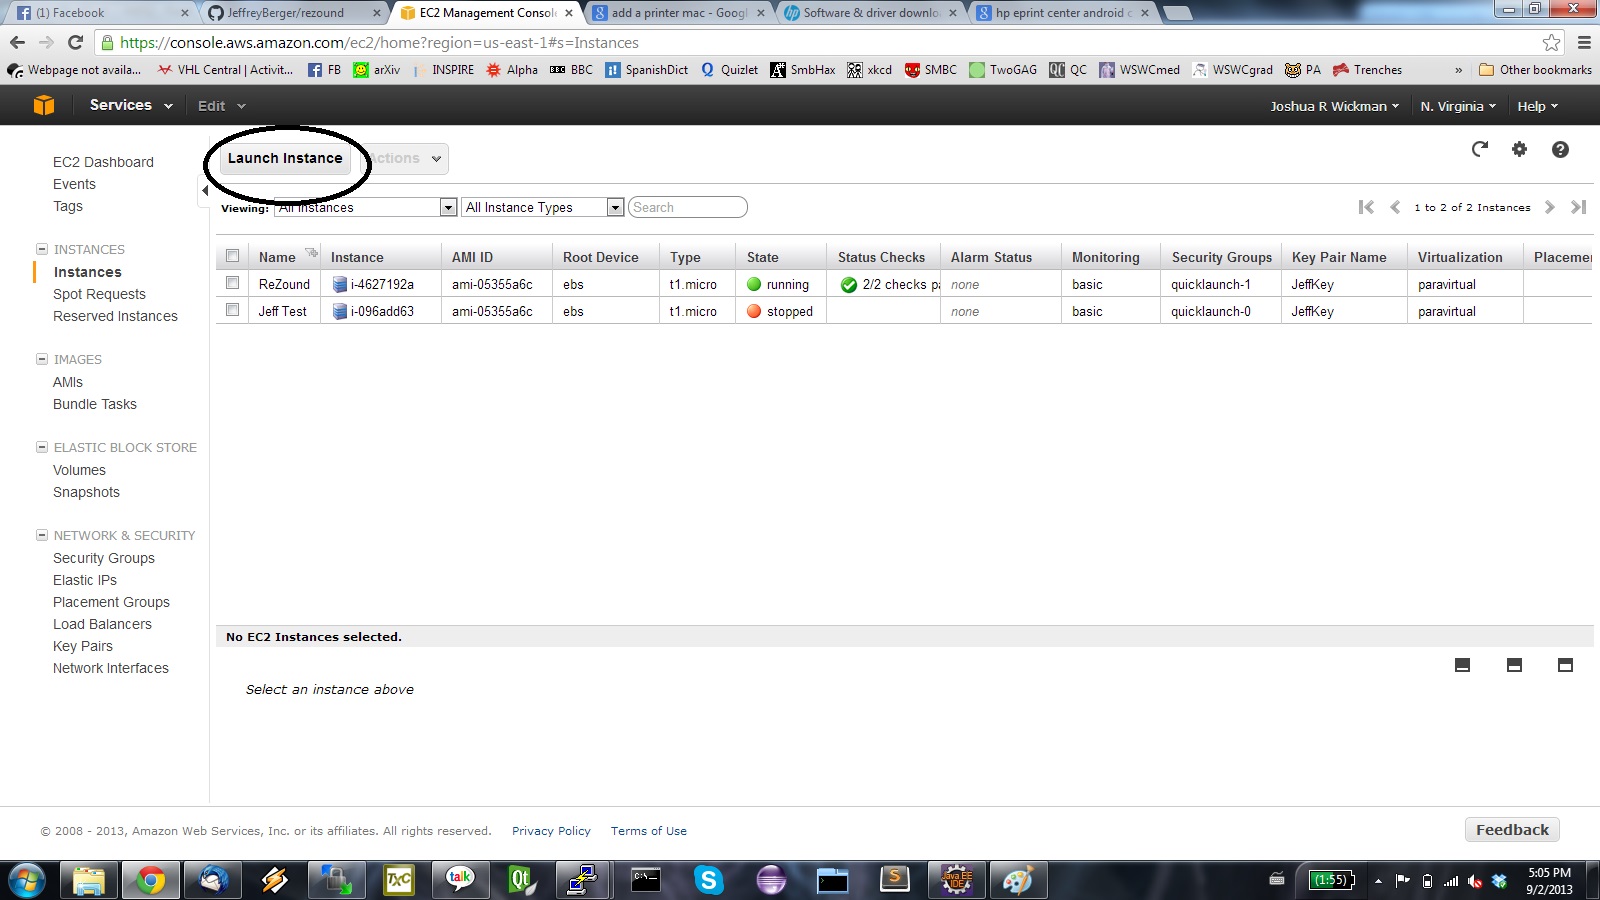 (1) Facebook
JeffreyBerger/rezound
EC2 Management Console
add a printer mac - Googl
Software & driver downlo
hp eprint center android c
https://console.aws.amazon.com/ec2/home?region=us-east-1#s=Instances
Webpage not availa... VHL Central | Activit... FB arXiv INSPIRE Alpha BBC SpanishDict Quizlet SmbHax xkcd SMBC TwoGAG QC WSWCmed WSWCgrad PA Trenches » Other bookmarks
Services Edit Joshua R Wickman N. Virginia Help
EC2 Dashboard
Events
Tags
INSTANCES
Instances
Spot Requests
Reserved Instances
IMAGES
AMIs
Bundle Tasks
ELASTIC BLOCK STORE
Volumes
Snapshots
NETWORK & SECURITY
Security Groups
Elastic IPs
Placement Groups
Load Balancers
Key Pairs
Network Interfaces
Launch Instance Actions
Viewing: All Instances All Instance Types Search 1 to 2 of 2 Instances
Name Instance AMI ID Root Device Type State Status Checks Alarm Status Monitoring Security Groups Key Pair Name Virtualization Placemen
ReZound i-4627192a ami-05355a6c ebs t1.micro running 2/2 checks pa none basic quicklaunch-1 JeffKey paravirtual
Jeff Test i-096add63 ami-05355a6c ebs t1.micro stopped none basic quicklaunch-0 JeffKey paravirtual
No EC2 Instances selected.
Select an instance above
© 2008 - 2013, Amazon Web Services, Inc. or its affiliates. All rights reserved. Privacy Policy Terms of Use Feedback
TXC
talk
Qt
C:\
Java EE
IDE
(1:55)
5:05 PM
9/2/2013